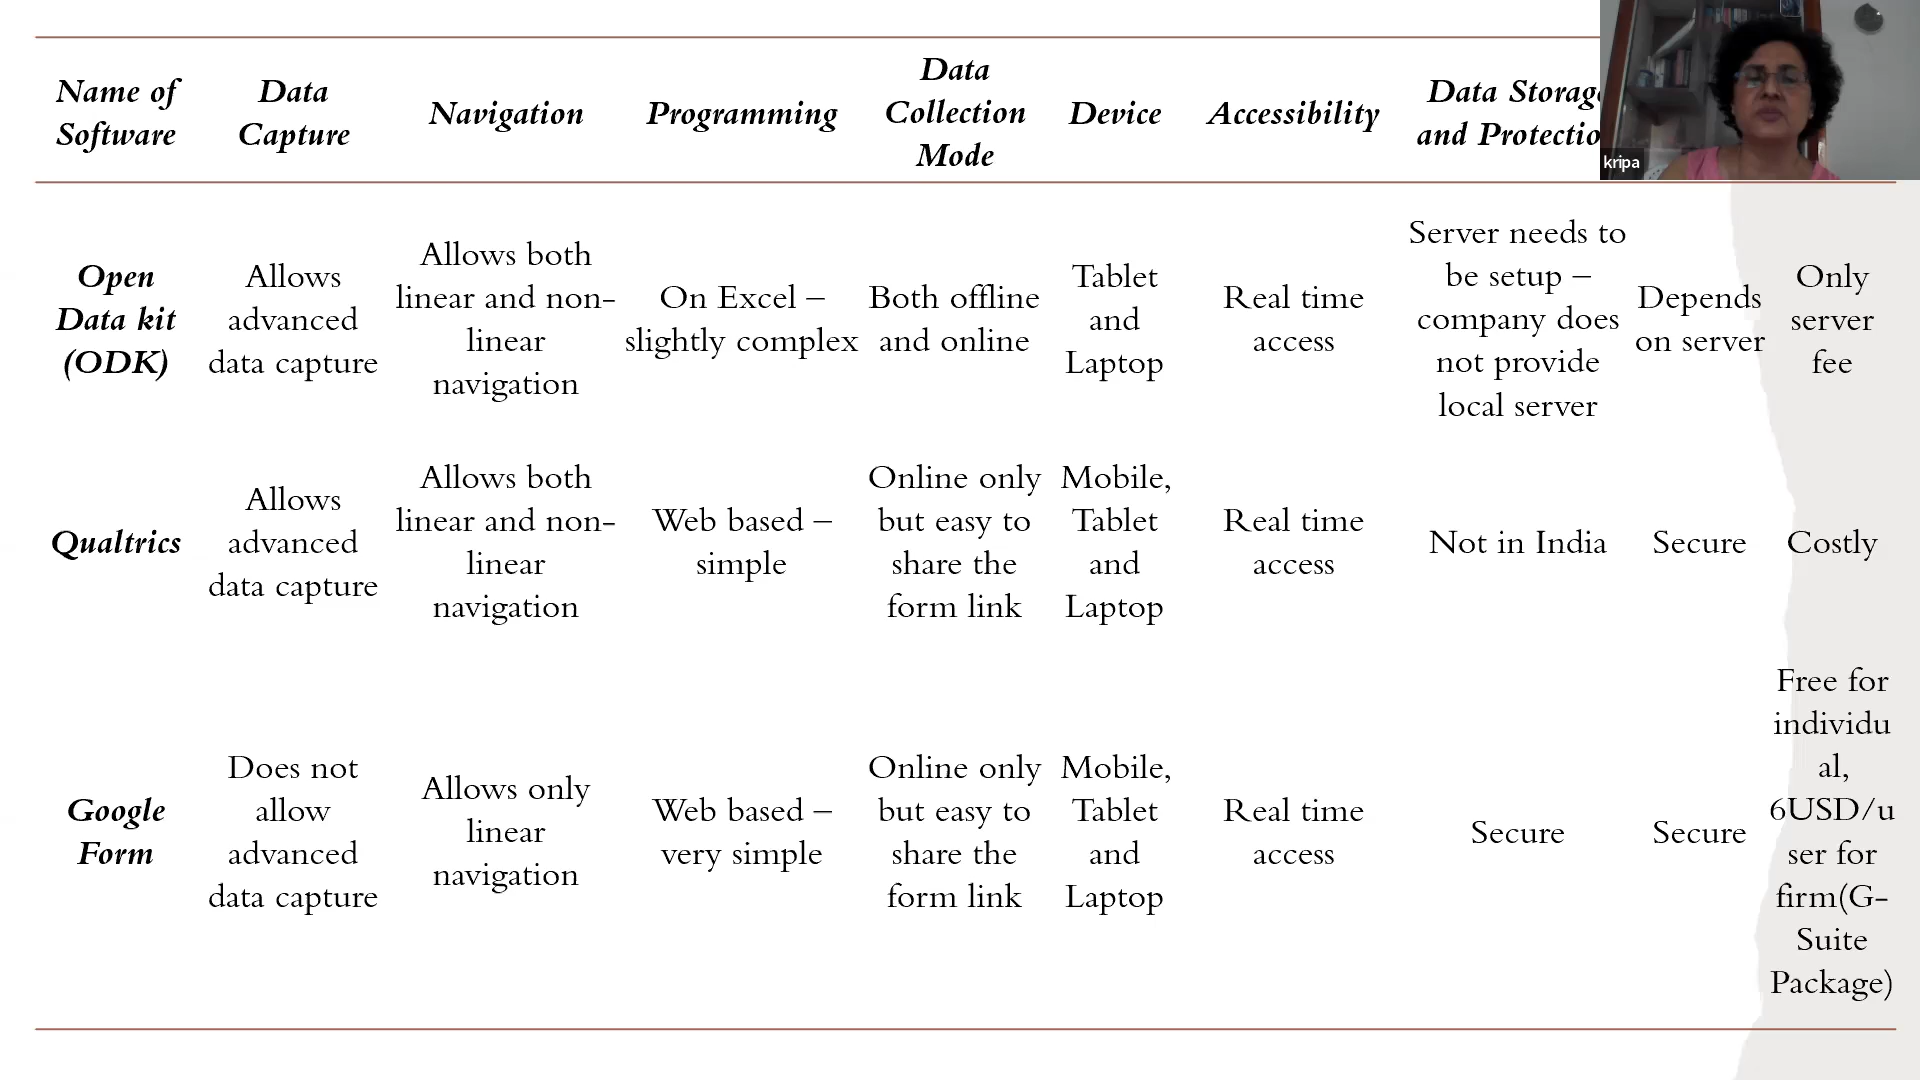 Name of
Software
Data
Capture
Navigation
Programming
Data
Collection
Mode
Device
Accessibility
Data Storage
and Protectio
kripa
Open
Data kit
(ODK)
Allows
advanced
data capture
Allows both
linear and non-
linear
navigation
On Excel –
slightly complex
Both offline
and online
Tablet
and
Laptop
Real time
access
Server needs to
be setup –
company does
not provide
local server
Depends
on server
Only
server
fee
Qualtrics
Allows
advanced
data capture
Allows both
linear and non-
linear
navigation
Web based –
simple
Online only
but easy to
share the
form link
Mobile,
Tablet
and
Laptop
Real time
access
Not in India
Secure
Costly
Google
Form
Does not
allow
advanced
data capture
Allows only
linear
navigation
Web based –
very simple
Online only
but easy to
share the
form link
Mobile,
Tablet
and
Laptop
Real time
access
Secure
Secure
Free for
individu
al,
6USD/u
ser for
firm(G-
Suite
Package)